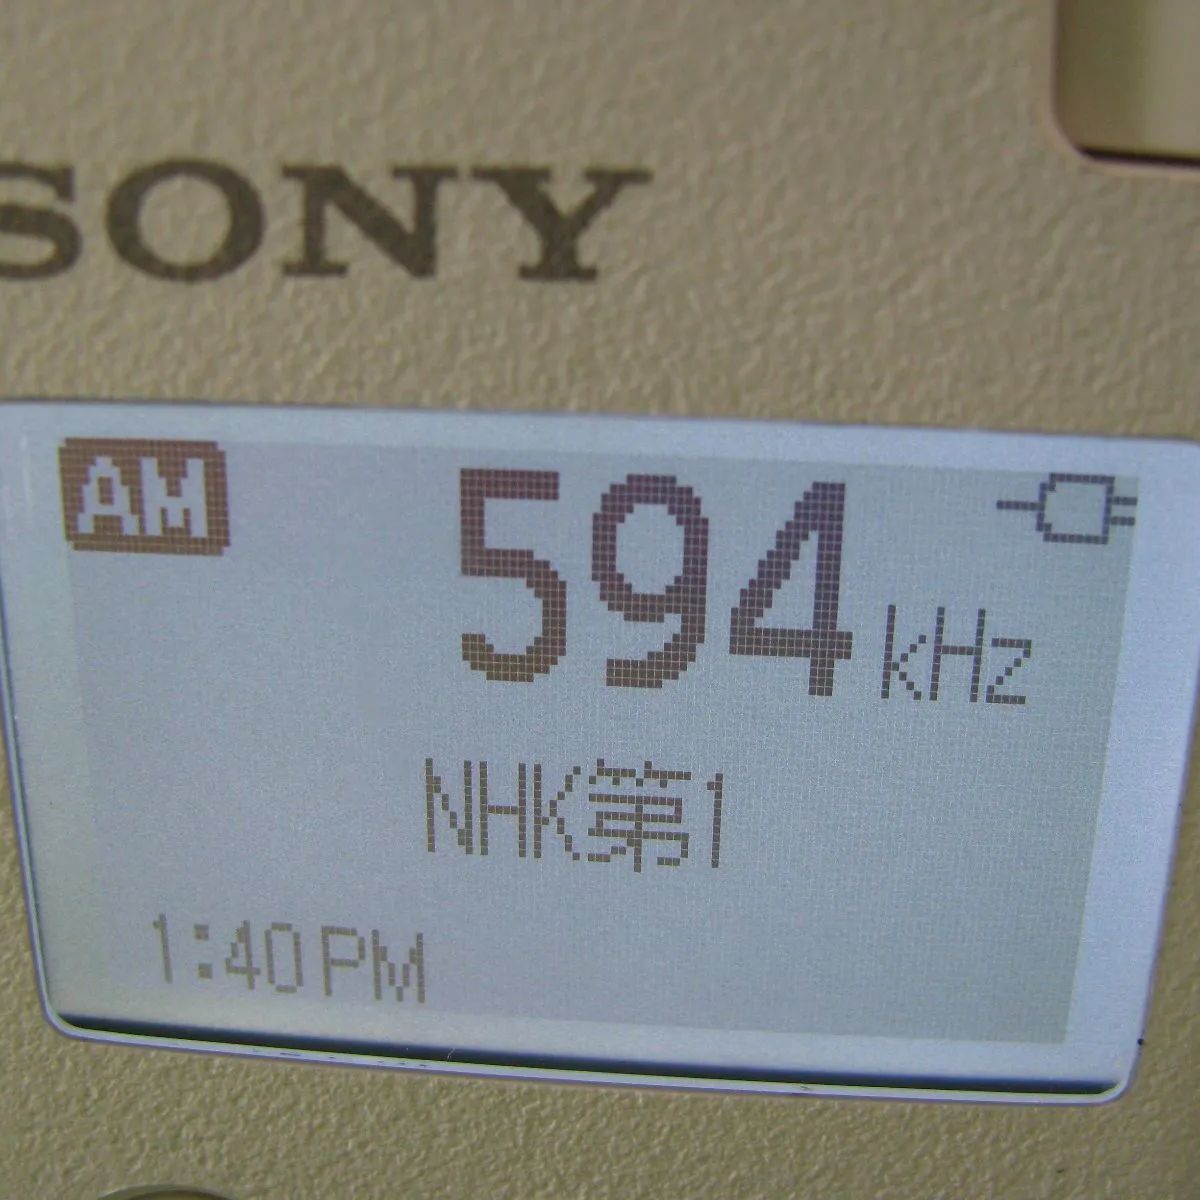 SONY
AM 594 kHz
NHK第1
1:40PM